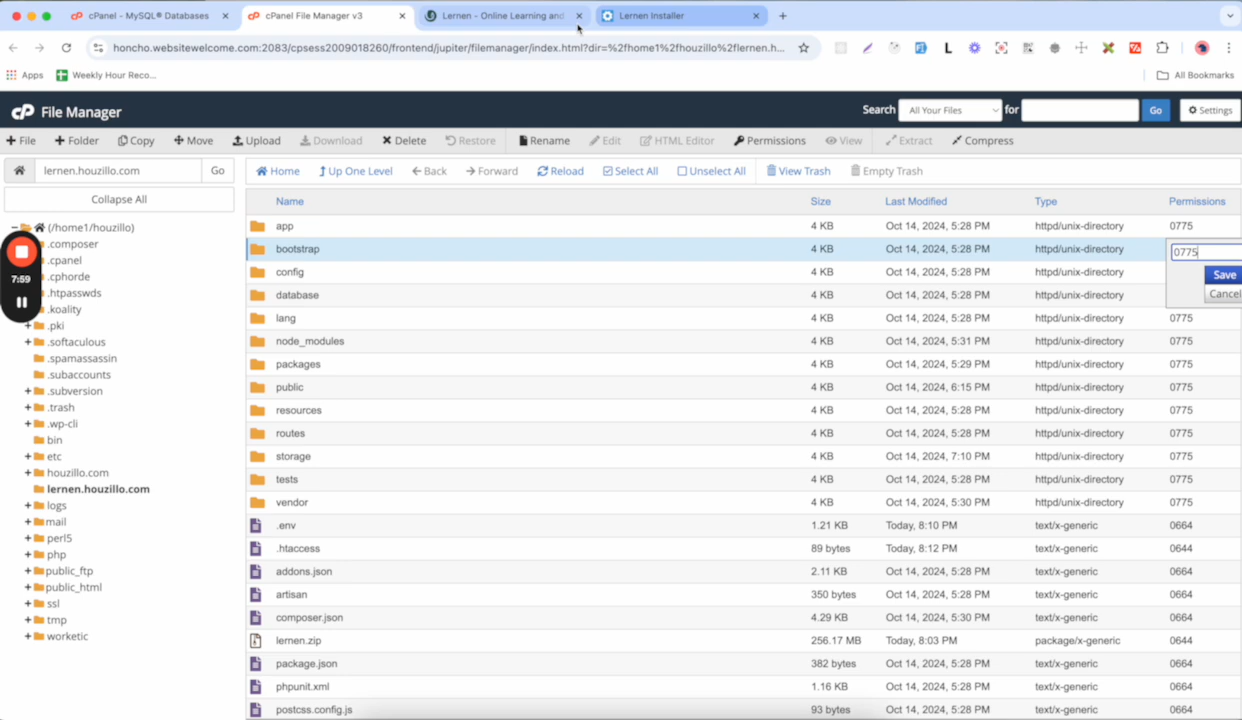 cPanel - MySQL® Databases
cPanel File Manager v3
Lernen - Online Learning and
Lernen Installer
honcho.websitewelcome.com:2083/cpsess2009018260/frontend/jupiter/filemanager/index.html?dir=%2fhome1%2fhouzillo%2flernen.h...
Apps
Weekly Hour Reco...
All Bookmarks
cP File Manager
Search All Your Files for Go Settings
File Folder Copy Move Upload Download Delete Restore Rename Edit HTML Editor Permissions View Extract Compress
lernen.houzillo.com Go
Home Up One Level Back Forward Reload Select All Unselect All View Trash Empty Trash
Collapse All
(/home1/houzillo)
.composer
.cpanel
.cphorde
.htpasswds
.koality
.pki
.softaculous
.spamassassin
.subaccounts
.subversion
.trash
.wp-cli
bin
etc
houzillo.com
lernen.houzillo.com
logs
mail
perl5
php
public_ftp
public_html
ssl
tmp
worketic
7:59
Name Size Last Modified Type Permissions
app 4 KB Oct 14, 2024, 5:28 PM httpd/unix-directory 0775
bootstrap 4 KB Oct 14, 2024, 5:28 PM httpd/unix-directory 0775
config 4 KB Oct 14, 2024, 5:28 PM httpd/unix-directory Save
database 4 KB Oct 14, 2024, 5:28 PM httpd/unix-directory Cancel
lang 4 KB Oct 14, 2024, 5:28 PM httpd/unix-directory 0775
node_modules 4 KB Oct 14, 2024, 5:31 PM httpd/unix-directory 0775
packages 4 KB Oct 14, 2024, 5:29 PM httpd/unix-directory 0775
public 4 KB Oct 14, 2024, 6:15 PM httpd/unix-directory 0775
resources 4 KB Oct 14, 2024, 5:28 PM httpd/unix-directory 0775
routes 4 KB Oct 14, 2024, 5:28 PM httpd/unix-directory 0775
storage 4 KB Oct 14, 2024, 7:10 PM httpd/unix-directory 0775
tests 4 KB Oct 14, 2024, 5:28 PM httpd/unix-directory 0775
vendor 4 KB Oct 14, 2024, 5:30 PM httpd/unix-directory 0775
.env 1.21 KB Today, 8:10 PM text/x-generic 0664
.htaccess 89 bytes Today, 8:12 PM text/x-generic 0644
addons.json 2.11 KB Oct 14, 2024, 5:28 PM text/x-generic 0664
artisan 350 bytes Oct 14, 2024, 5:28 PM text/x-generic 0664
composer.json 4.29 KB Oct 14, 2024, 5:30 PM text/x-generic 0664
lernen.zip 256.17 MB Today, 8:03 PM package/x-generic 0644
package.json 382 bytes Oct 14, 2024, 5:28 PM text/x-generic 0664
phpunit.xml 1.16 KB Oct 14, 2024, 5:28 PM text/x-generic 0664
postcss.config.js 93 bytes Oct 14, 2024, 5:28 PM text/x-generic 0664